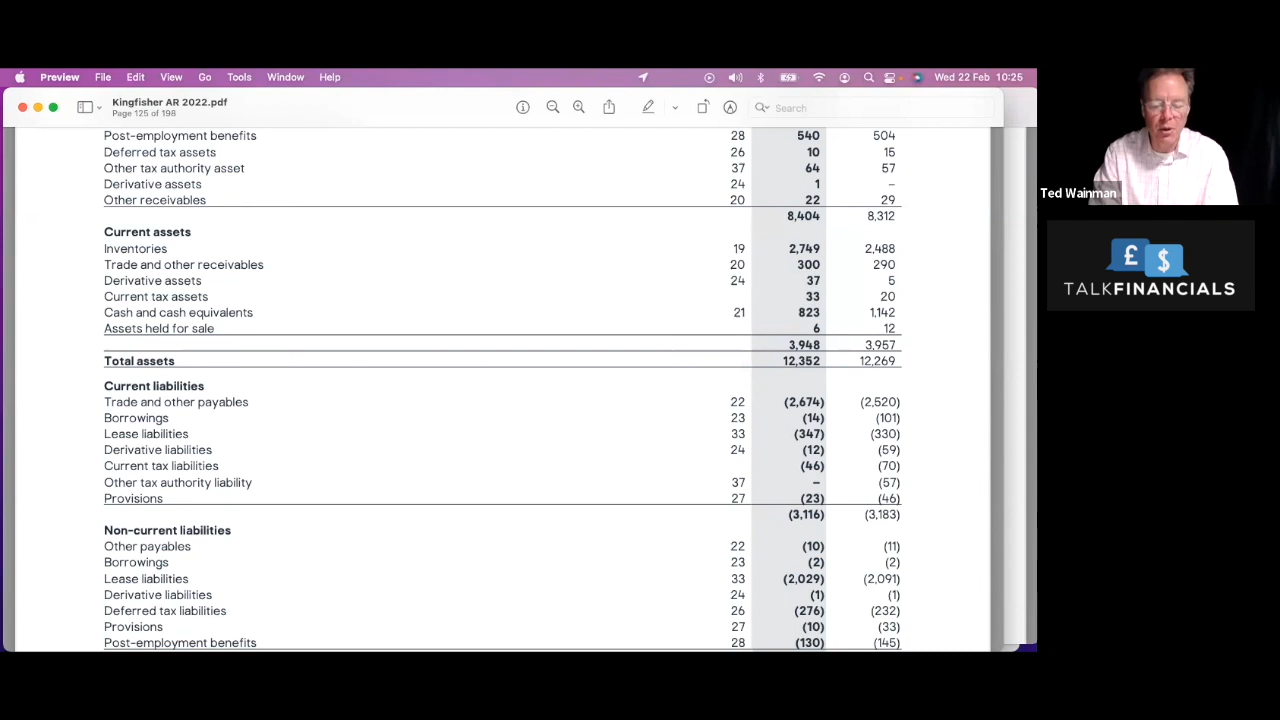 Preview File Edit View Go Tools Window Help Wed 22 Feb 10:25
Kingfisher AR 2022.pdf
Page 125 of 198
Search
Post-employment benefits 28 540 504
Deferred tax assets 26 10 15
Other tax authority asset 37 64 57
Derivative assets 24 1 –
Other receivables 20 22 29
8,404 8,312
Current assets
Inventories 19 2,749 2,488
Trade and other receivables 20 300 290
Derivative assets 24 37 5
Current tax assets 33 20
Cash and cash equivalents 21 823 1,142
Assets held for sale 6 12
3,948 3,957
Total assets 12,352 12,269
Current liabilities
Trade and other payables 22 (2,674) (2,520)
Borrowings 23 (14) (101)
Lease liabilities 33 (347) (330)
Derivative liabilities 24 (12) (59)
Current tax liabilities (46) (70)
Other tax authority liability 37 – (57)
Provisions 27 (23) (46)
(3,116) (3,183)
Non-current liabilities
Other payables 22 (10) (11)
Borrowings 23 (2) (2)
Lease liabilities 33 (2,029) (2,091)
Derivative liabilities 24 (1) (1)
Deferred tax liabilities 26 (276) (232)
Provisions 27 (10) (33)
Post-employment benefits 28 (130) (145)
Ted Wainman
£ $
TALKFINANCIALS